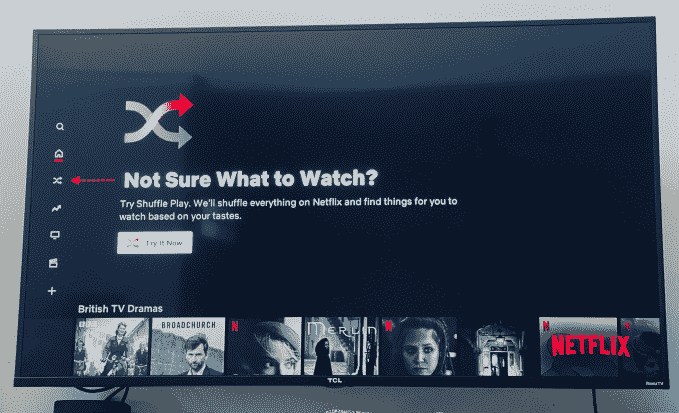 Not Sure What to Watch?
Try Shuffle Play. We'll shuffle everything on Netflix and find things for you to
watch based on your tastes.
Try It Now
British TV Dramas
BROADCHURCH
MERLIN
NETFLIX
TCL
Roku TV